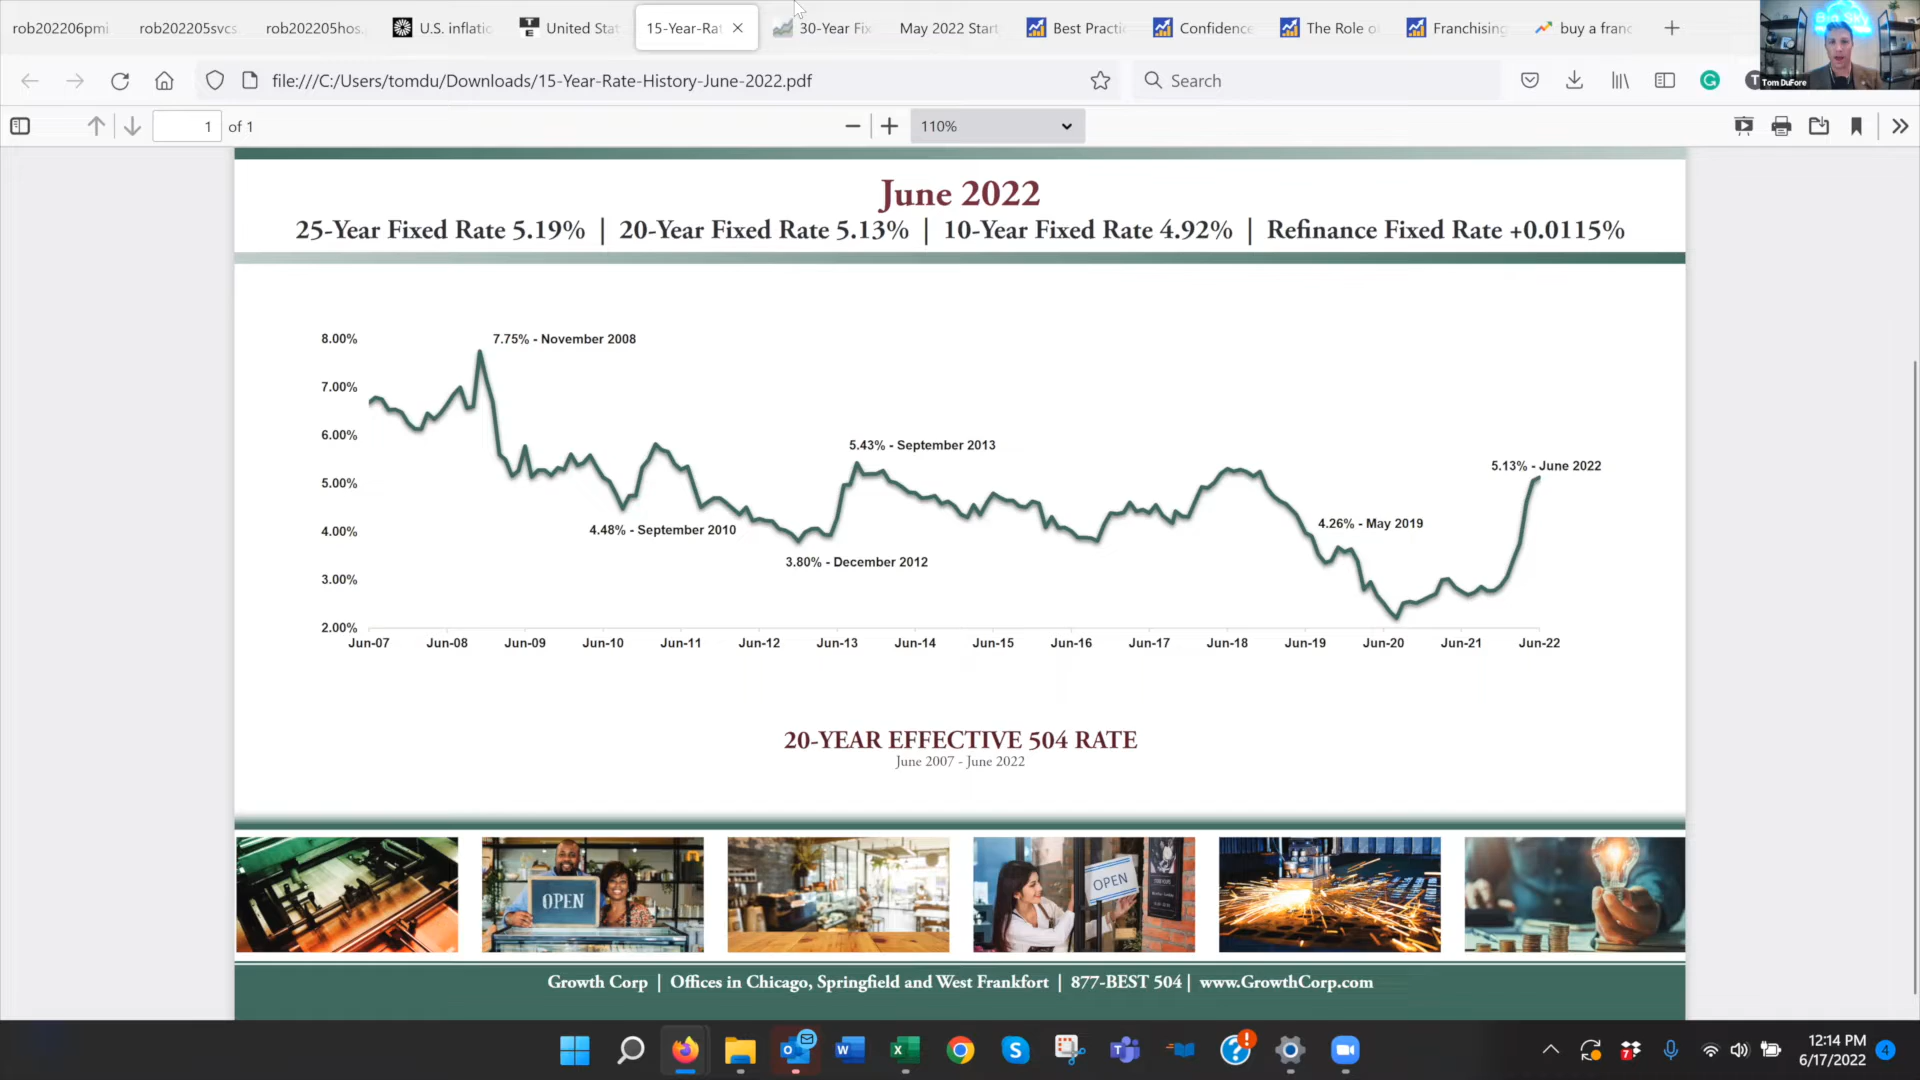 rob202206pmi
rob202205svcs
rob202205hos
U.S. inflatio
United Stat
15-Year-Rat
30-Year Fix
May 2022 Start
Best Practi
Confidence
The Role o
Franchising
buy a franc
file:///C:/Users/tomdu/Downloads/15-Year-Rate-History-June-2022.pdf
Search
Tom DuFore
1 of 1
110%
June 2022
25-Year Fixed Rate 5.19% | 20-Year Fixed Rate 5.13% | 10-Year Fixed Rate 4.92% | Refinance Fixed Rate +0.0115%
8.00%
7.00%
6.00%
5.00%
4.00%
3.00%
2.00%
7.75% - November 2008
4.48% - September 2010
3.80% - December 2012
5.43% - September 2013
4.26% - May 2019
5.13% - June 2022
Jun-07 Jun-08 Jun-09 Jun-10 Jun-11 Jun-12 Jun-13 Jun-14 Jun-15 Jun-16 Jun-17 Jun-18 Jun-19 Jun-20 Jun-21 Jun-22
20-YEAR EFFECTIVE 504 RATE
June 2007 - June 2022
OPEN
OPEN
Growth Corp | Offices in Chicago, Springfield and West Frankfort | 877-BEST 504 | www.GrowthCorp.com
12:14 PM
6/17/2022
4